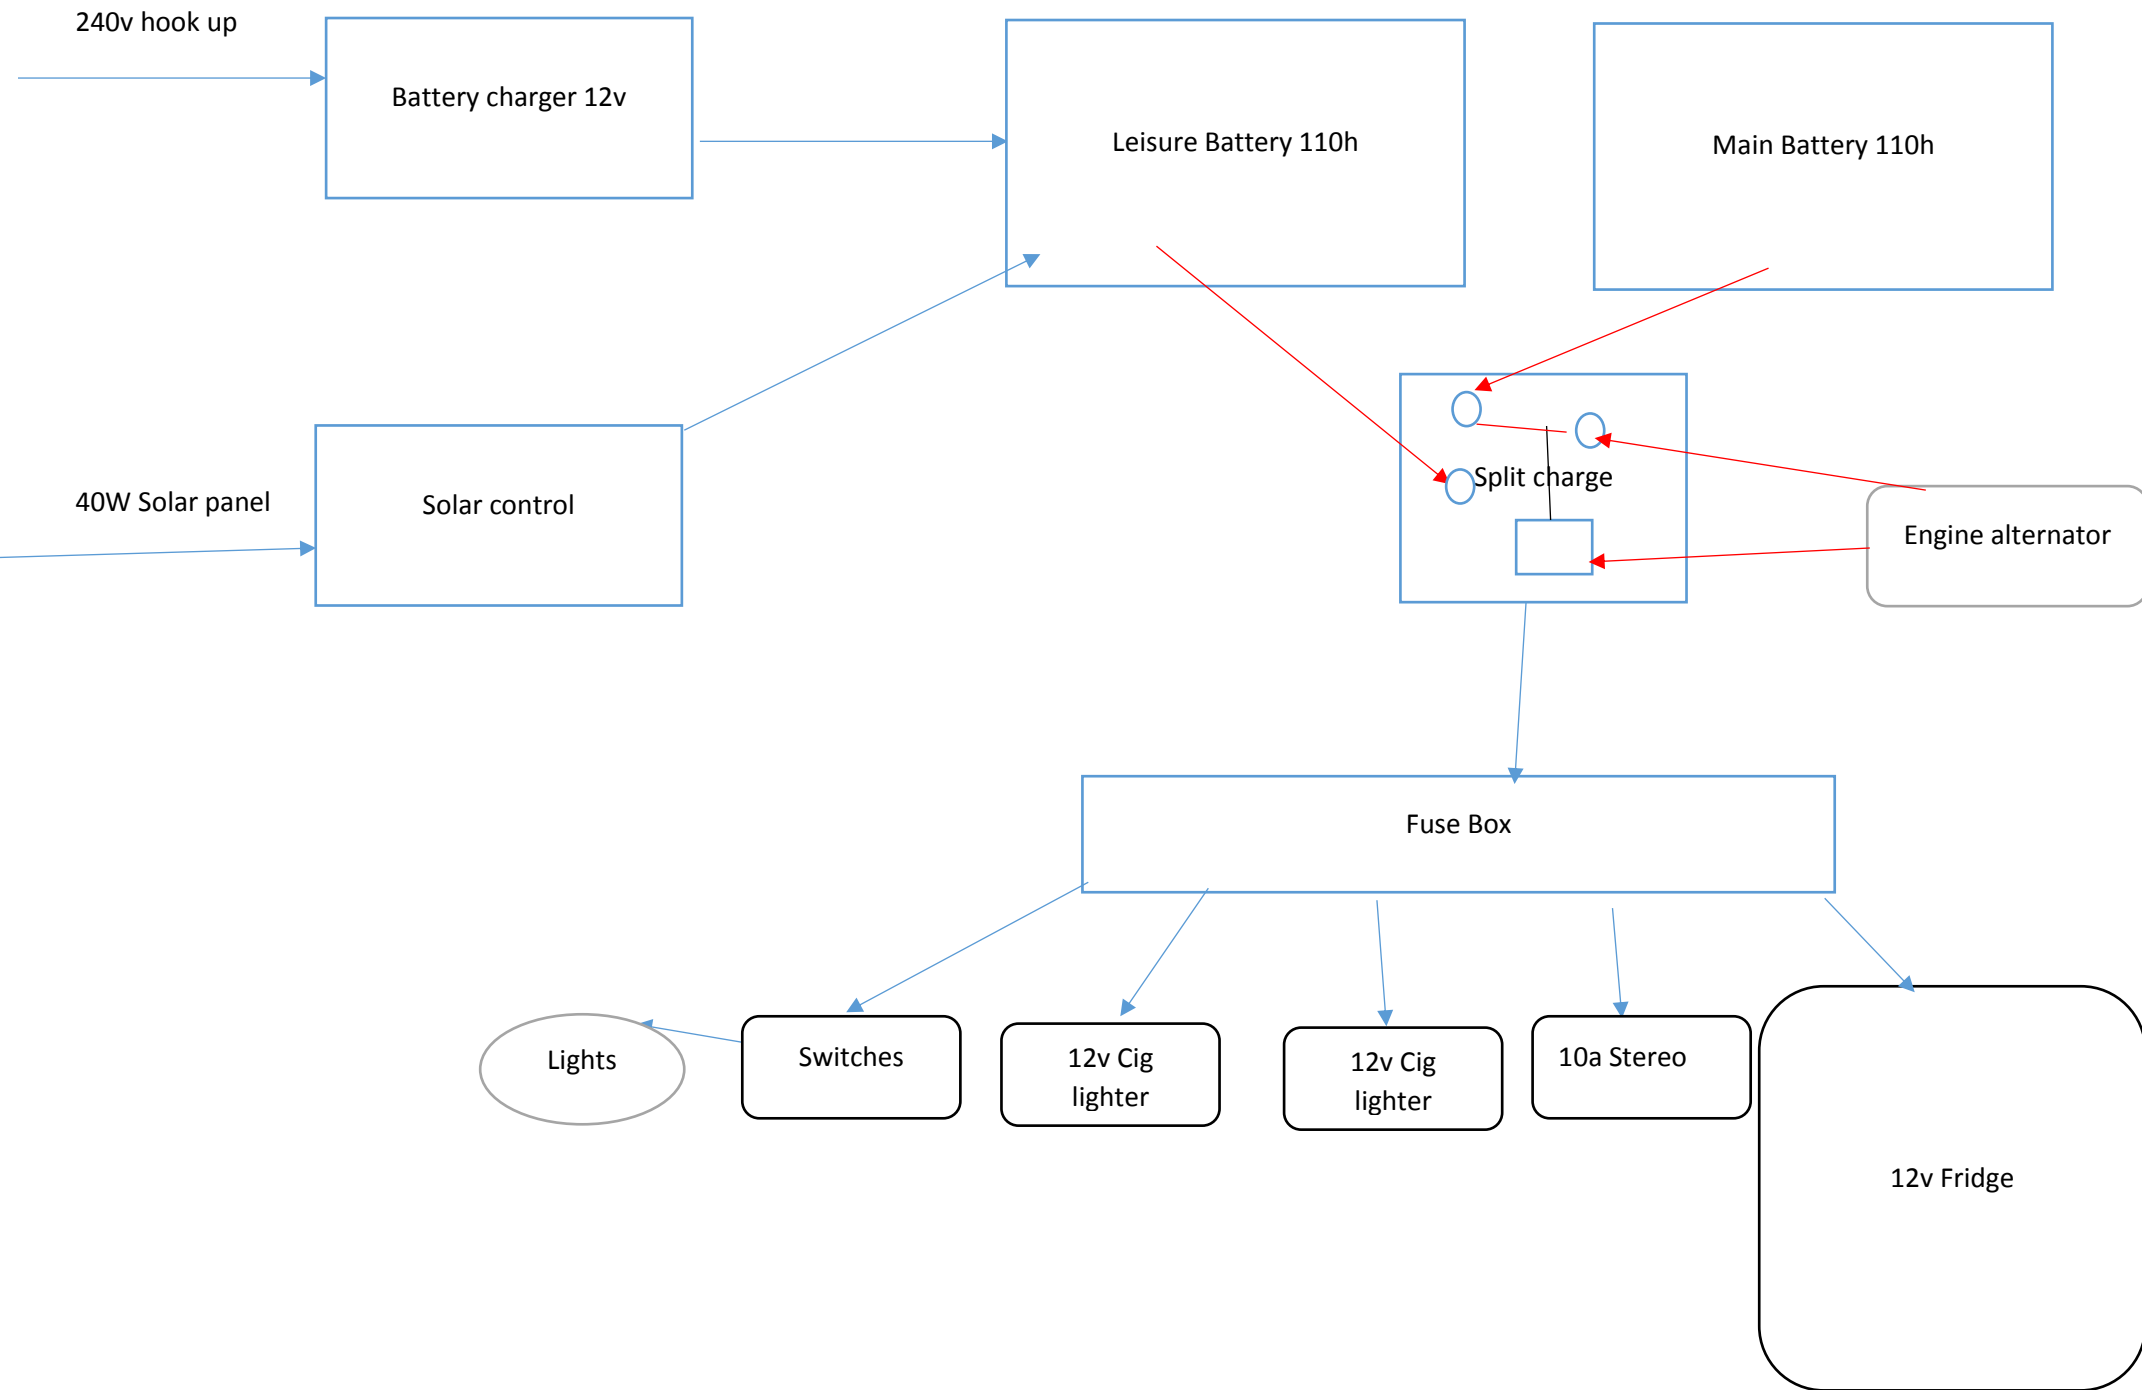 240v hook up
Battery charger 12v
Leisure Battery 110h
Main Battery 110h
40W Solar panel
Solar control
Split charge
Engine alternator
Fuse Box
Lights
Switches
12v Cig
lighter
12v Cig
lighter
10a Stereo
12v Fridge